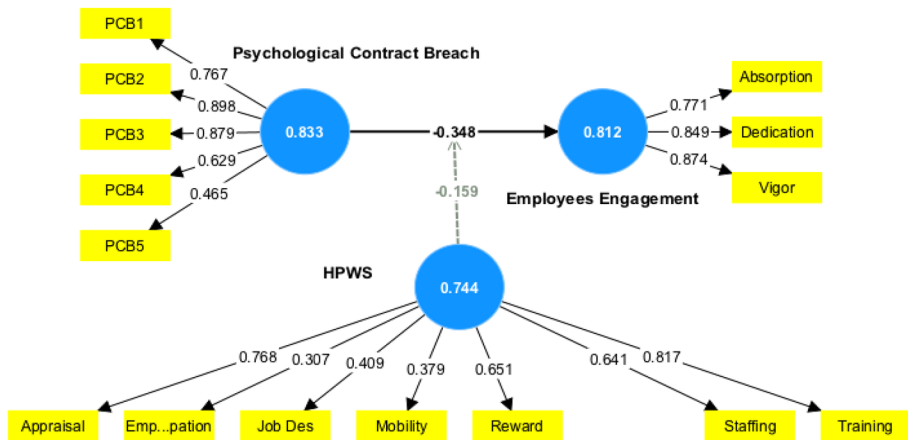 PCB1
Psychological Contract Breach
0.767
PCB2
Absorption
0.898
0.771
PCB3
0.879
0.833
-0.348
0.812
0.849
Dedication
0.629
0.874
PCB4
0.465
Vigor
-0.159
Employees Engagement
PCB5
HPWS
0.744
0.768
0.307
0.409
0.379
0.651
0.641
0.817
Appraisal
Emp...pation
Job Des
Mobility
Reward
Staffing
Training